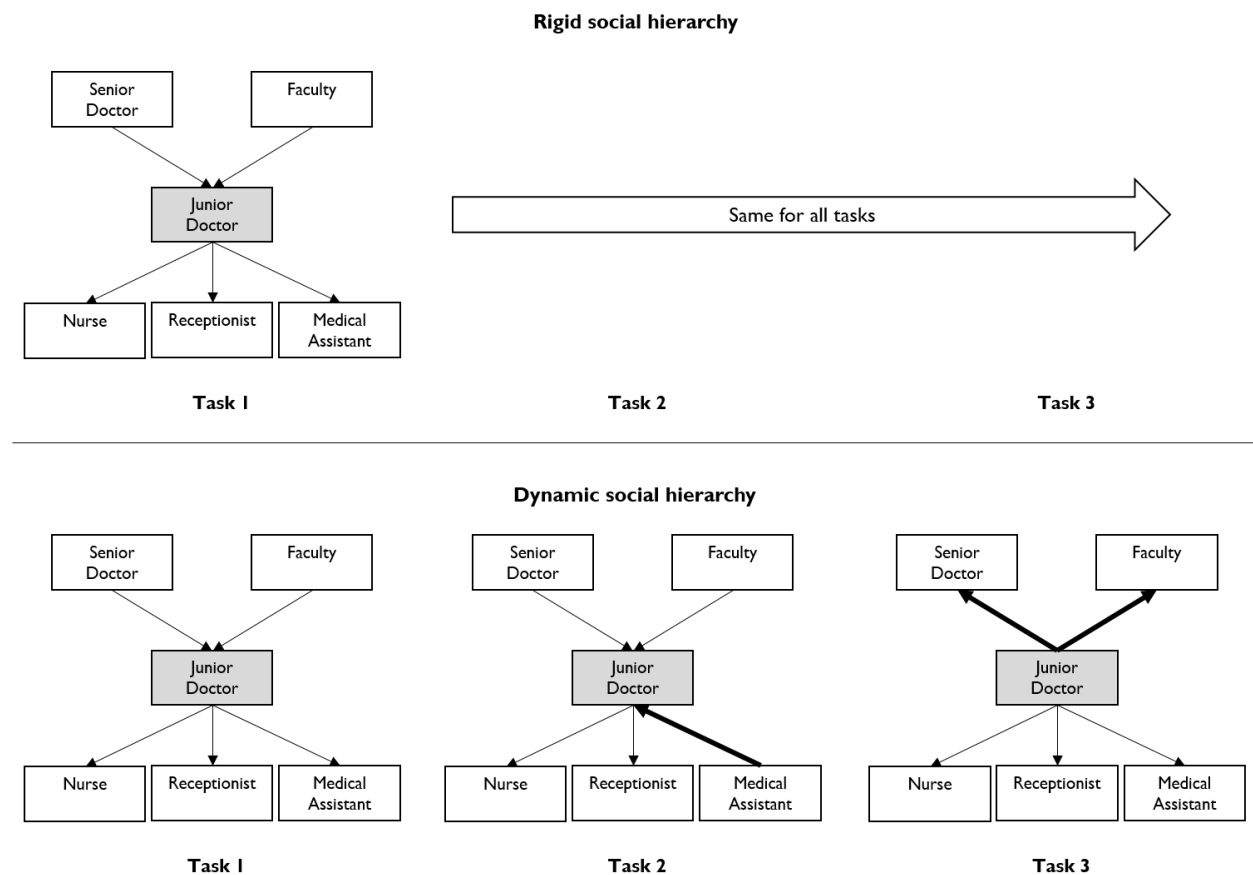 Rigid social hierarchy
Senior
Doctor
Faculty
Junior
Doctor
Same for all tasks
Nurse
Receptionist
Medical
Assistant
Task 1
Task 2
Task 3
Dynamic social hierarchy
Senior
Doctor
Faculty
Senior
Doctor
Faculty
Senior
Doctor
Faculty
Junior
Doctor
Junior
Doctor
Junior
Doctor
Nurse
Receptionist
Medical
Assistant
Nurse
Receptionist
Medical
Assistant
Nurse
Receptionist
Medical
Assistant
Task 1
Task 2
Task 3